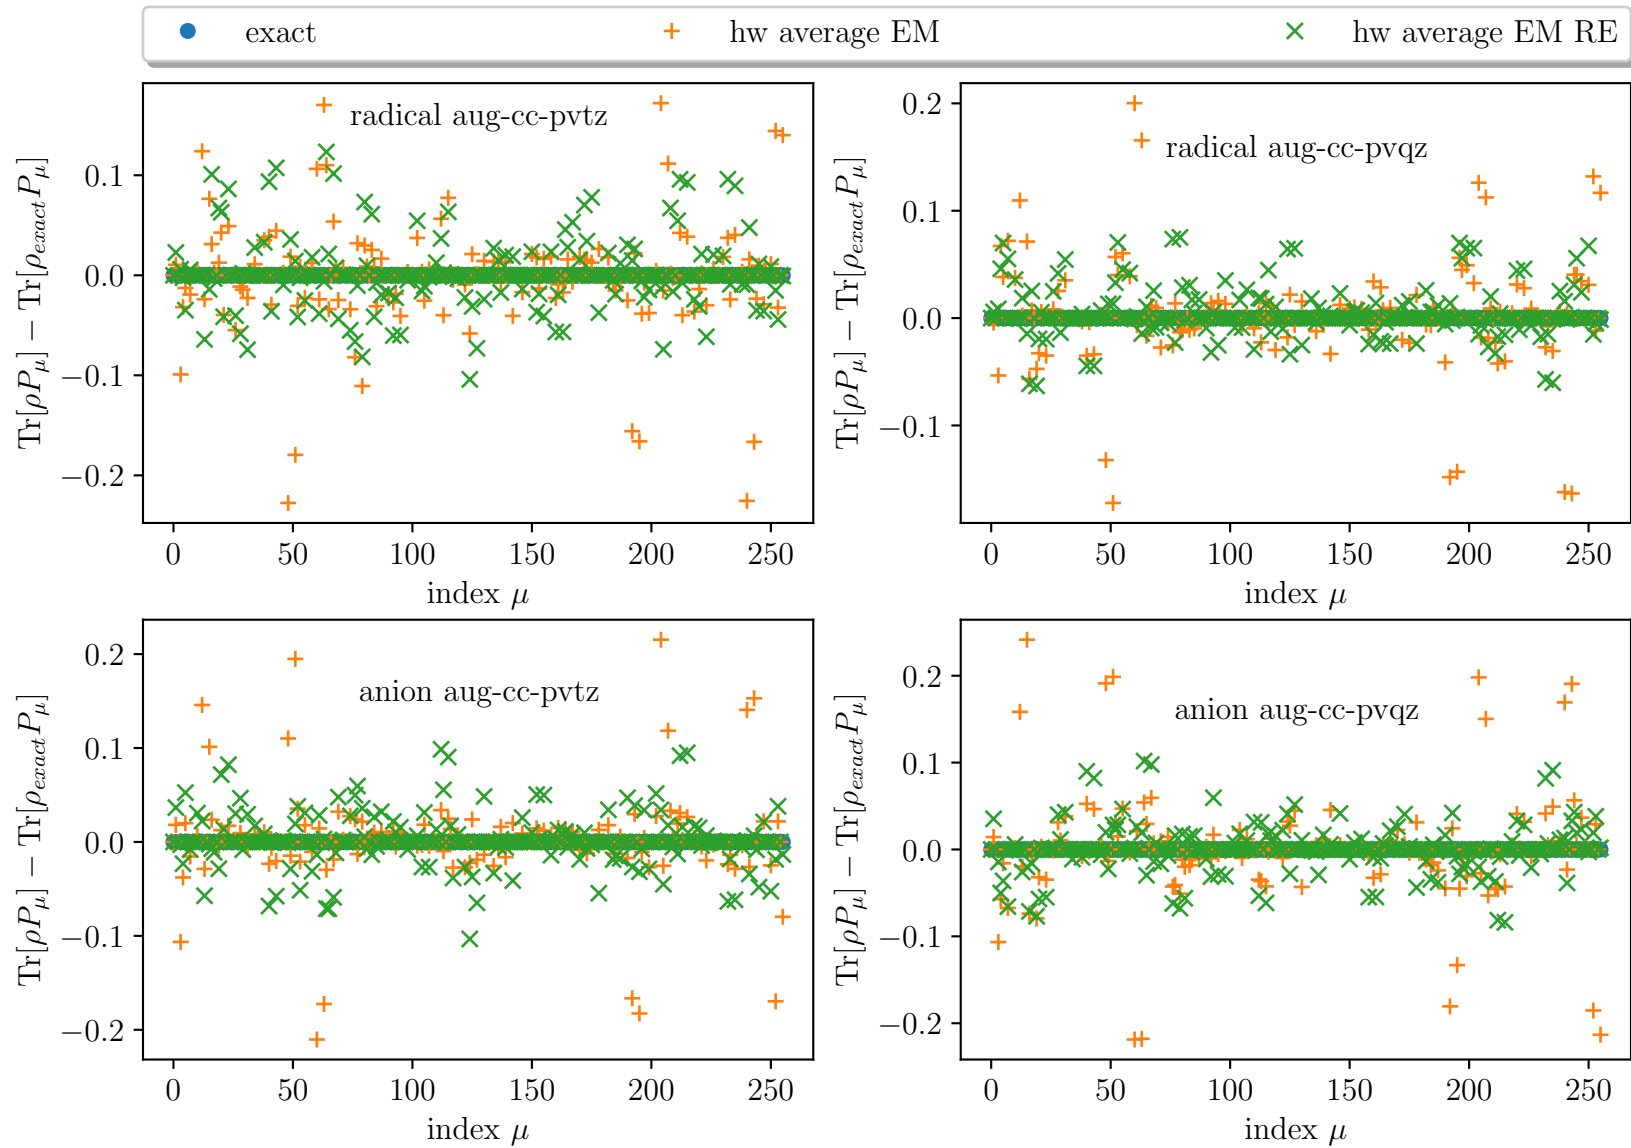 exact hw average EM hw average EM RE
radical aug-cc-pvtz
Tr[ρP_μ] − Tr[ρ_exact P_μ]
0.1
0.0
−0.1
−0.2
0 50 100 150 200 250
index μ
radical aug-cc-pvqz
Tr[ρP_μ] − Tr[ρ_exact P_μ]
0.2
0.1
0.0
−0.1
0 50 100 150 200 250
index μ
anion aug-cc-pvtz
Tr[ρP_μ] − Tr[ρ_exact P_μ]
0.2
0.1
0.0
−0.1
−0.2
0 50 100 150 200 250
index μ
anion aug-cc-pvqz
Tr[ρP_μ] − Tr[ρ_exact P_μ]
0.2
0.1
0.0
−0.1
−0.2
0 50 100 150 200 250
index μ